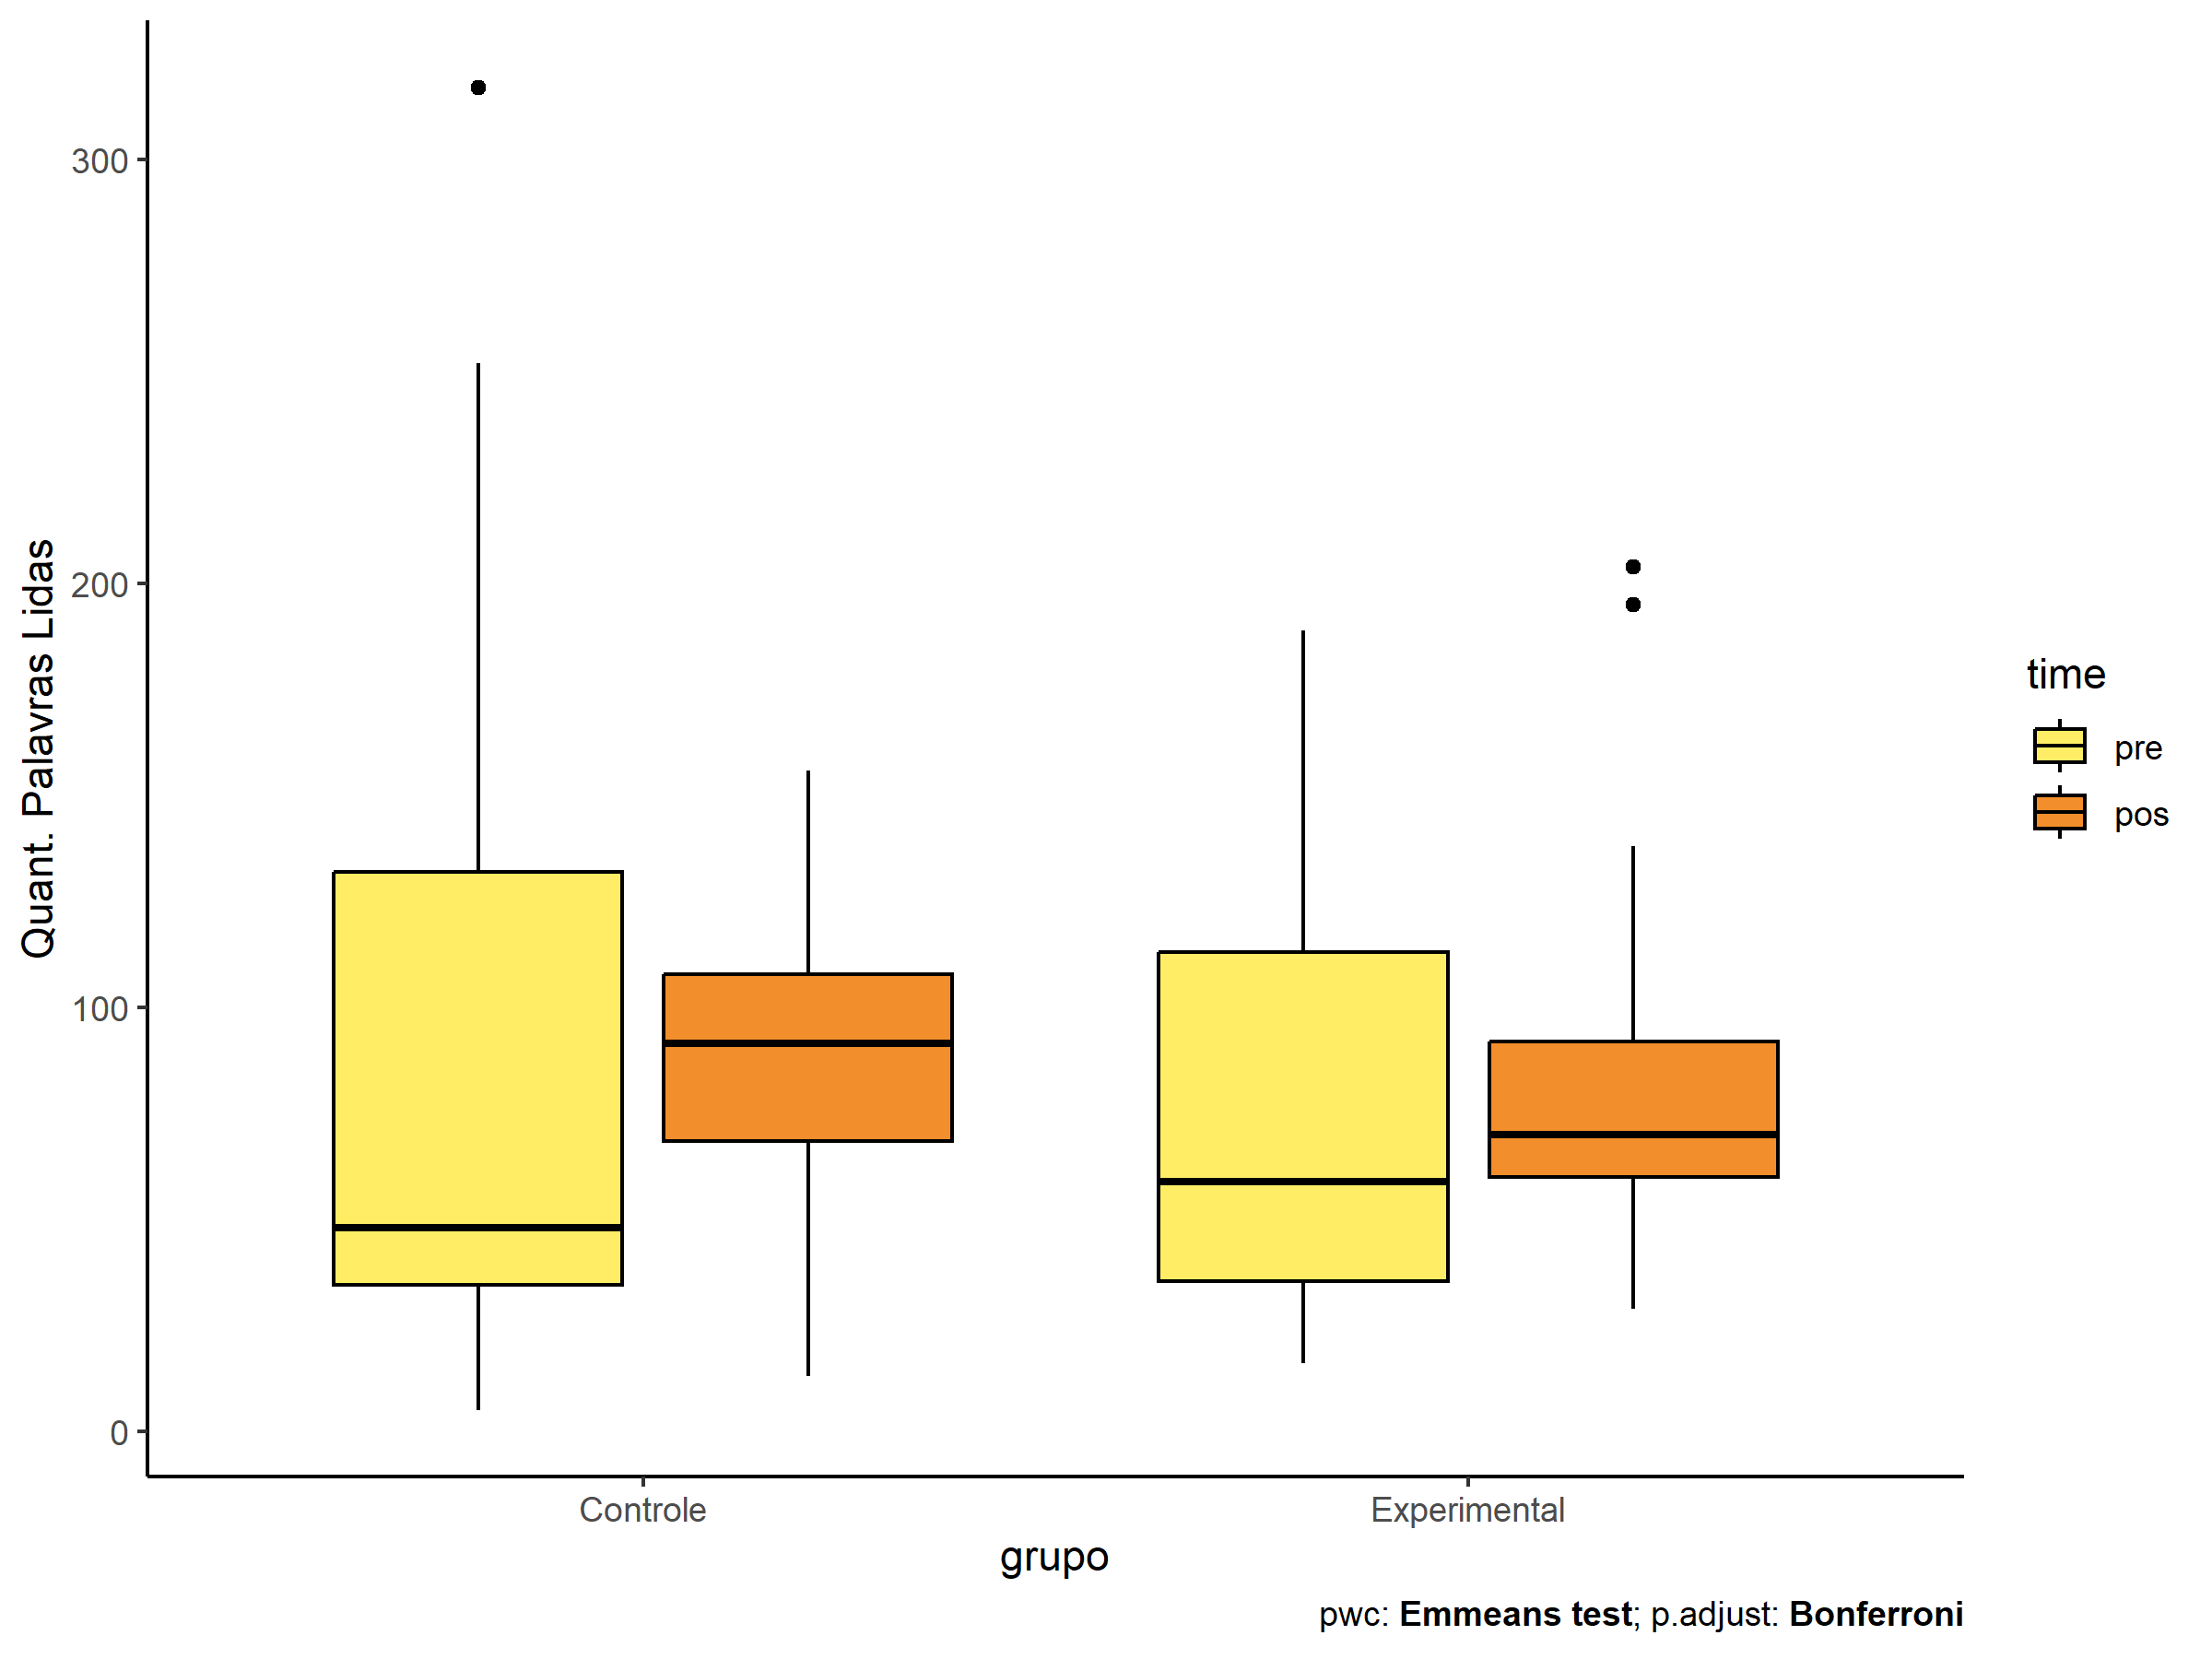 Quant. Palavras Lidas
300
200
100
0
Controle
Experimental
grupo
time
pre
pos
pwc: Emmeans test; p.adjust: Bonferroni